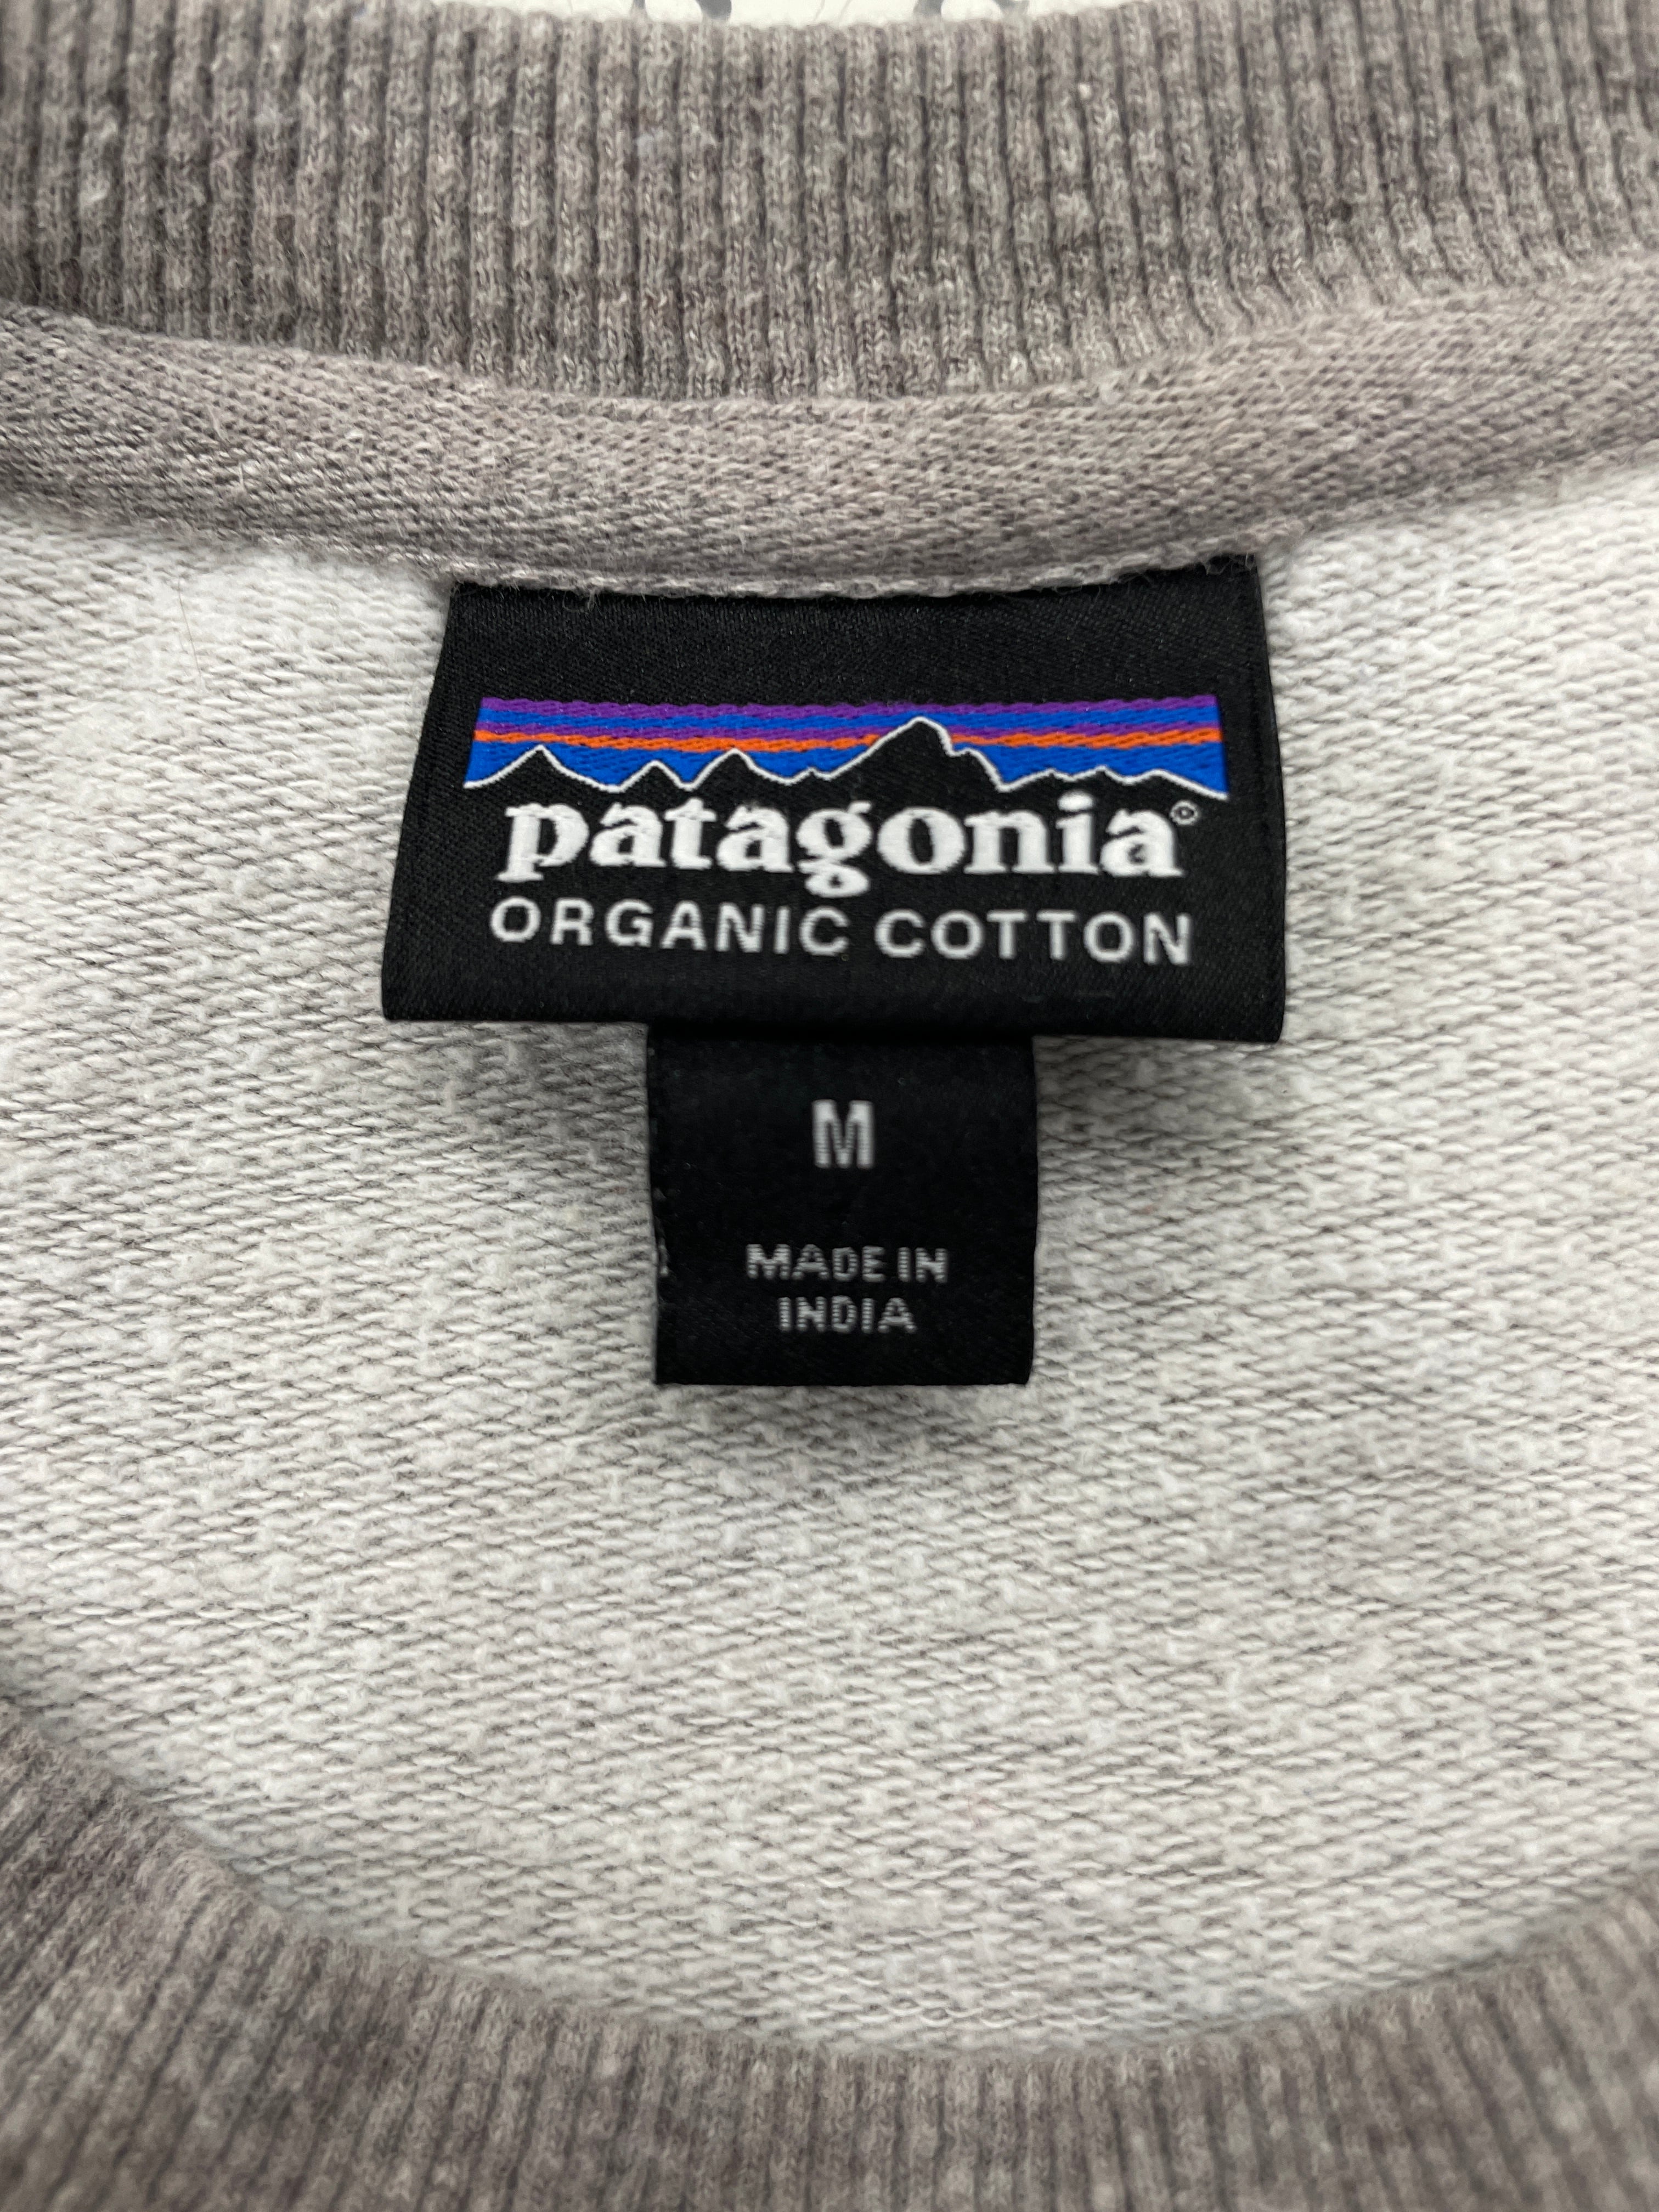 patagonia®
ORGANIC COTTON
M
MADE IN
INDIA